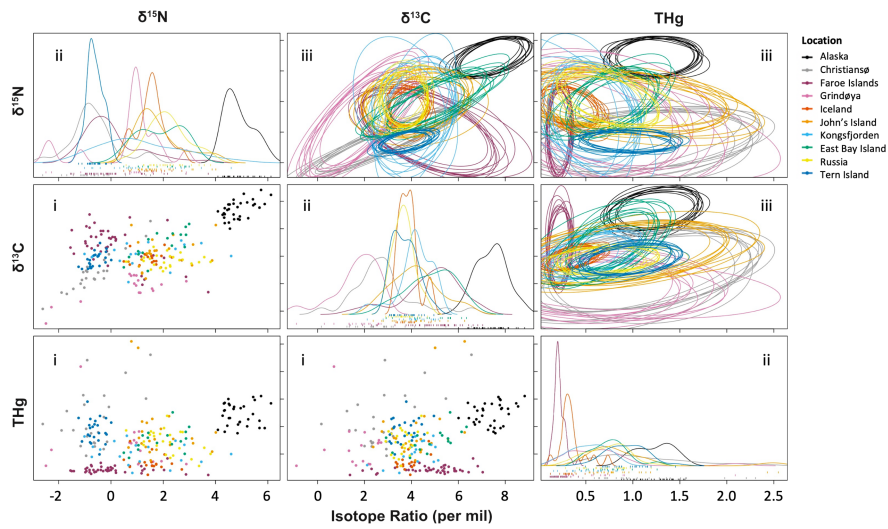 δ¹⁵N δ¹³C THg
ii iii iii
δ¹⁵N
i ii iii
δ¹³C
i i ii
THg
-2 0 2 4 6 0 2 4 6 8 0.5 1.0 1.5 2.0 2.5
Isotope Ratio (per mil)
Location
Alaska
Christiansø
Faroe Islands
Grindøya
Iceland
John's Island
Kongsfjorden
East Bay Island
Russia
Tern Island